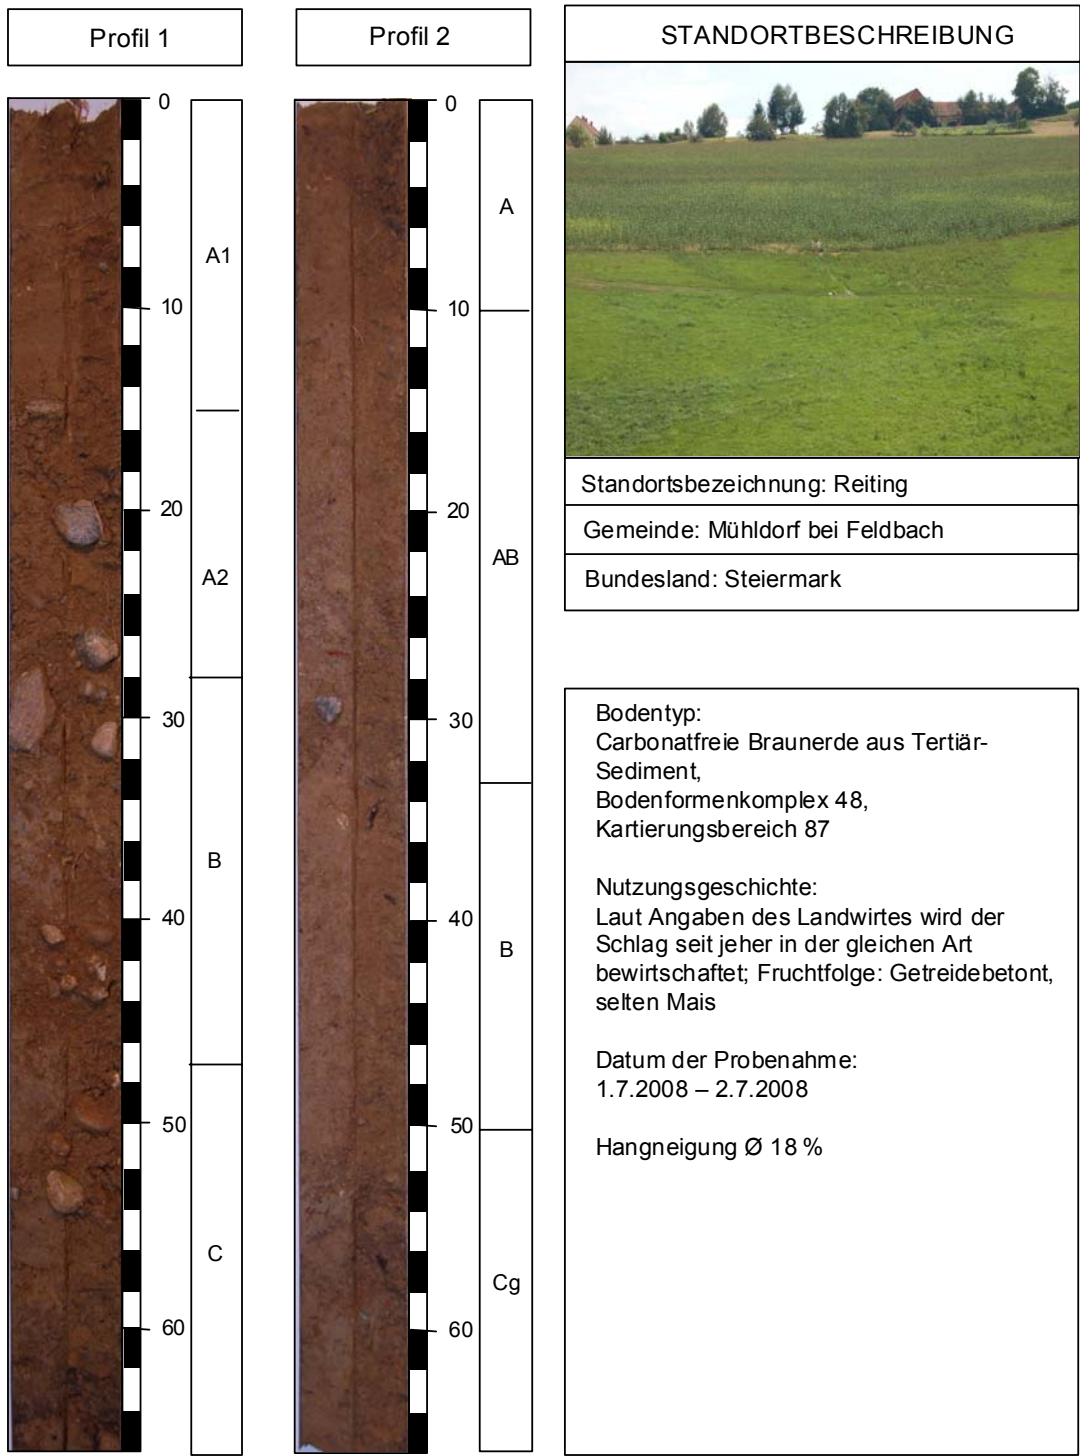 Profil 1
0
10
20
30
40
50
60
A1
A2
B
C
Profil 2
0
10
20
30
40
50
60
A
AB
B
Cg
STANDORTBESCHREIBUNG
Standortsbezeichnung: Reiting
Gemeinde: Mühldorf bei Feldbach
Bundesland: Steiermark
Bodentyp:
Carbonatfreie Braunerde aus Tertiär-
Sediment,
Bodenformenkomplex 48,
Kartierungsbereich 87
Nutzungsgeschichte:
Laut Angaben des Landwirtes wird der
Schlag seit jeher in der gleichen Art
bewirtschaftet; Fruchtfolge: Getreidebetont,
selten Mais
Datum der Probenahme:
1.7.2008 – 2.7.2008
Hangneigung Ø 18 %